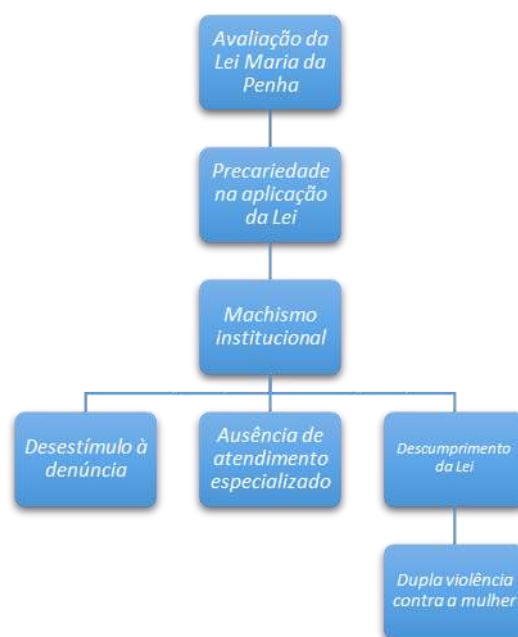 Avaliação da
Lei Maria da
Penha
Precariedade
na aplicação
da Lei
Machismo
institucional
Desestímulo à
denúncia
Ausência de
atendimento
especializado
Descumprimento
da Lei
Dupla violência
contra a mulher